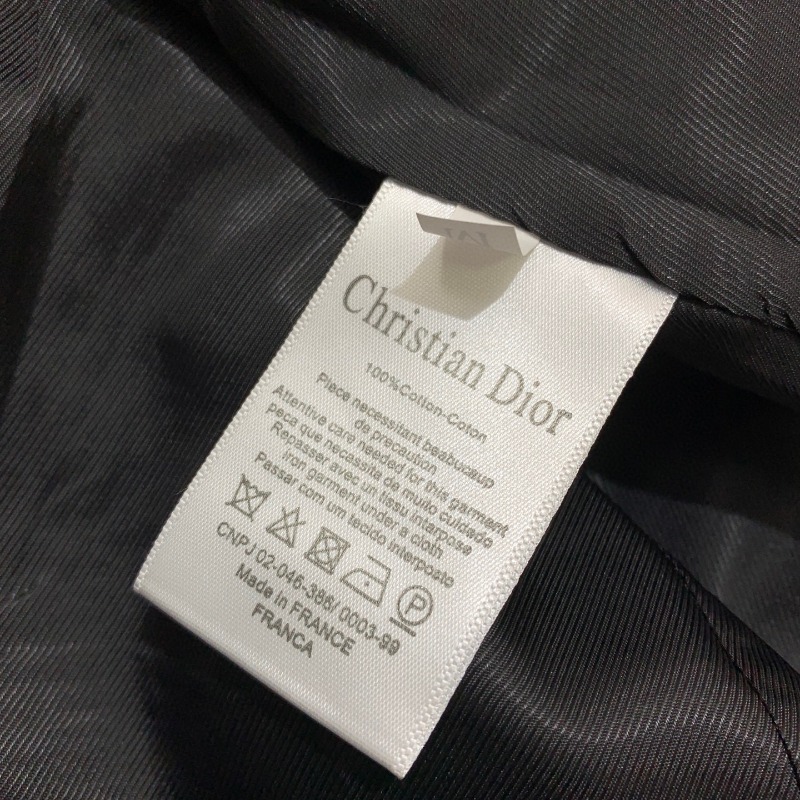 Christian Dior
100%Cotton-Coton
Piece necessitant beabucaup
de precaution
Attentive care needed for this garment
peca que necessita de muito cuidado
Repasser avec un tissu interpose
iron garment under a cloth
Passar com um tecido interposto
P
CNPJ 02-046-386/ 0003-99
Made in FRANCE
FRANCA